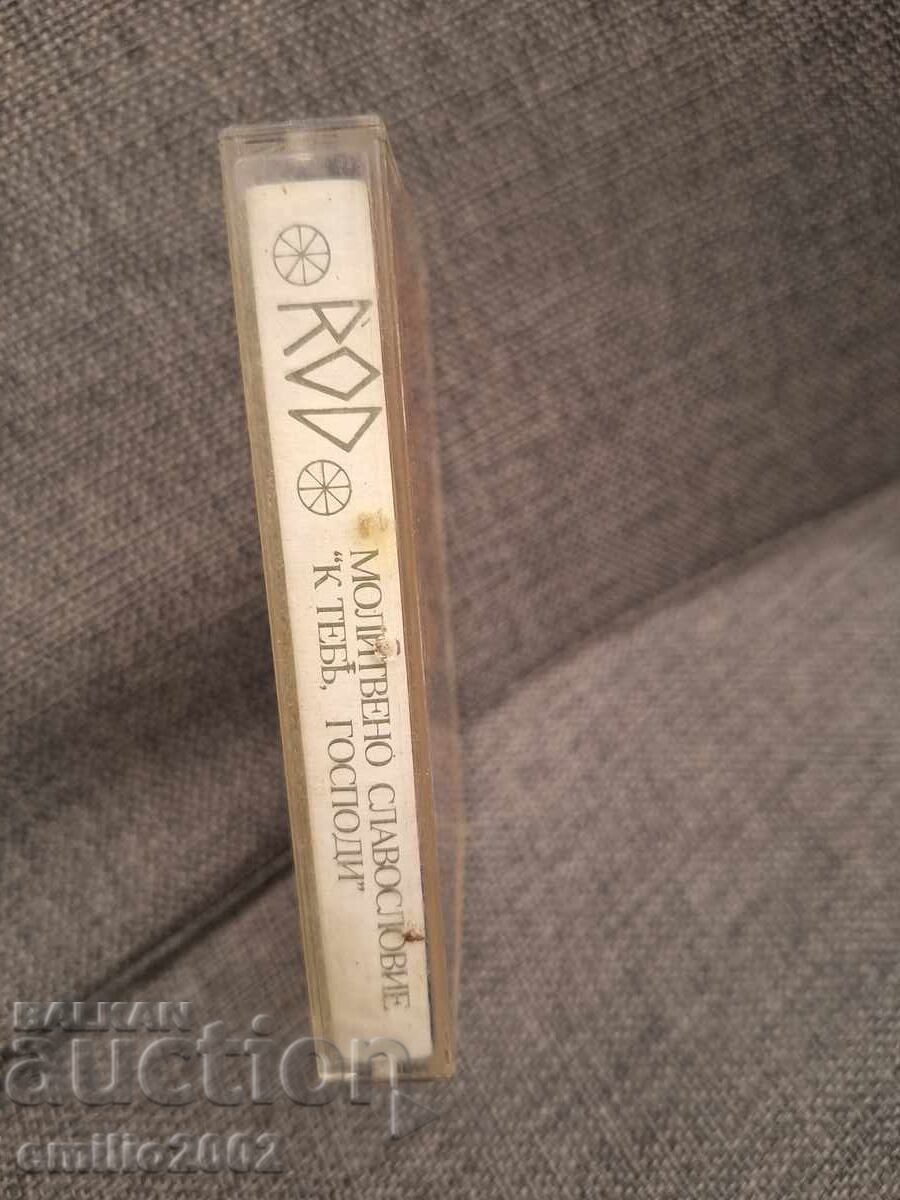 ROD
МОЛИТВЕНО СЛАВОСЛОВИЕ
“К ТЕБѢ, ГОСПОДИ”
BALKAN
auction
emilio2002